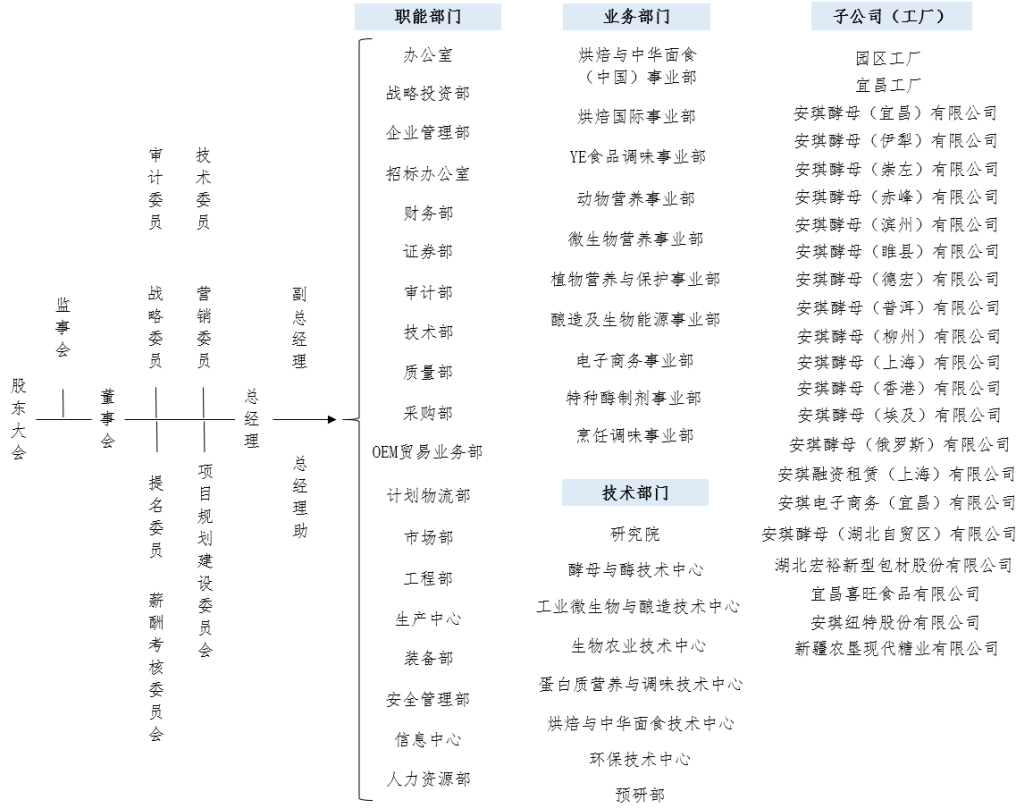 股东大会
监事会
董事会
审计委员
战略委员
提名委员
薪酬考核委员会
技术委员
营销委员
项目规划建设委员会
总经理
副总经理
总经理助
职能部门
办公室
战略投资部
企业管理部
招标办公室
财务部
证券部
审计部
技术部
质量部
采购部
OEM贸易业务部
计划物流部
市场部
工程部
生产中心
装备部
安全管理部
信息中心
人力资源部
业务部门
烘焙与中华面食
（中国）事业部
烘焙国际事业部
YE食品调味事业部
动物营养事业部
微生物营养事业部
植物营养与保护事业部
酿造及生物能源事业部
电子商务事业部
特种酶制剂事业部
烹饪调味事业部
技术部门
研究院
酵母与酶技术中心
工业微生物与酿造技术中心
生物农业技术中心
蛋白质营养与调味技术中心
烘焙与中华面食技术中心
环保技术中心
预研部
子公司（工厂）
园区工厂
宜昌工厂
安琪酵母（宜昌）有限公司
安琪酵母（伊犁）有限公司
安琪酵母（崇左）有限公司
安琪酵母（赤峰）有限公司
安琪酵母（滨州）有限公司
安琪酵母（睢县）有限公司
安琪酵母（德宏）有限公司
安琪酵母（普洱）有限公司
安琪酵母（柳州）有限公司
安琪酵母（上海）有限公司
安琪酵母（香港）有限公司
安琪酵母（埃及）有限公司
安琪酵母（俄罗斯）有限公司
安琪融资租赁（上海）有限公司
安琪电子商务（宜昌）有限公司
安琪酵母（湖北自贸区）有限公司
湖北宏裕新型包材股份有限公司
宜昌喜旺食品有限公司
安琪纽特股份有限公司
新疆农垦现代糖业有限公司